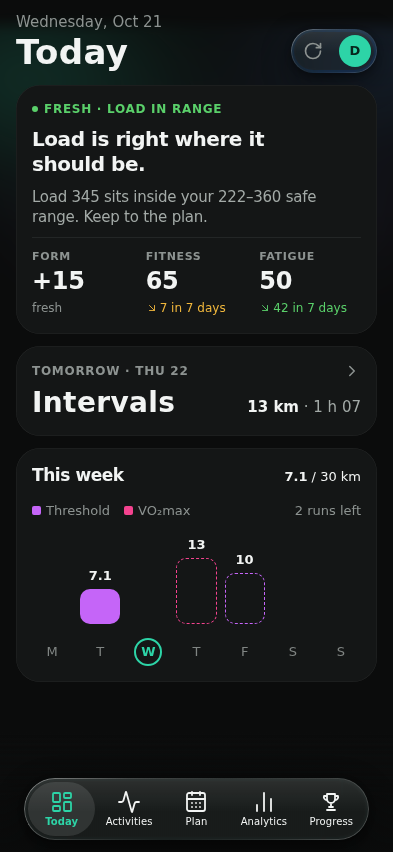 Wednesday, Oct 21
Today
D
FRESH · LOAD IN RANGE
Load is right where it
should be.
Load 345 sits inside your 222–360 safe
range. Keep to the plan.
FORM FITNESS FATIGUE
+15 65 50
fresh ↘ 7 in 7 days ↘ 42 in 7 days
TOMORROW · THU 22
Intervals 13 km · 1 h 07
This week 7.1 / 30 km
Threshold VO₂max 2 runs left
13
10
7.1
M T W T F S S
Today Activities Plan Analytics Progress